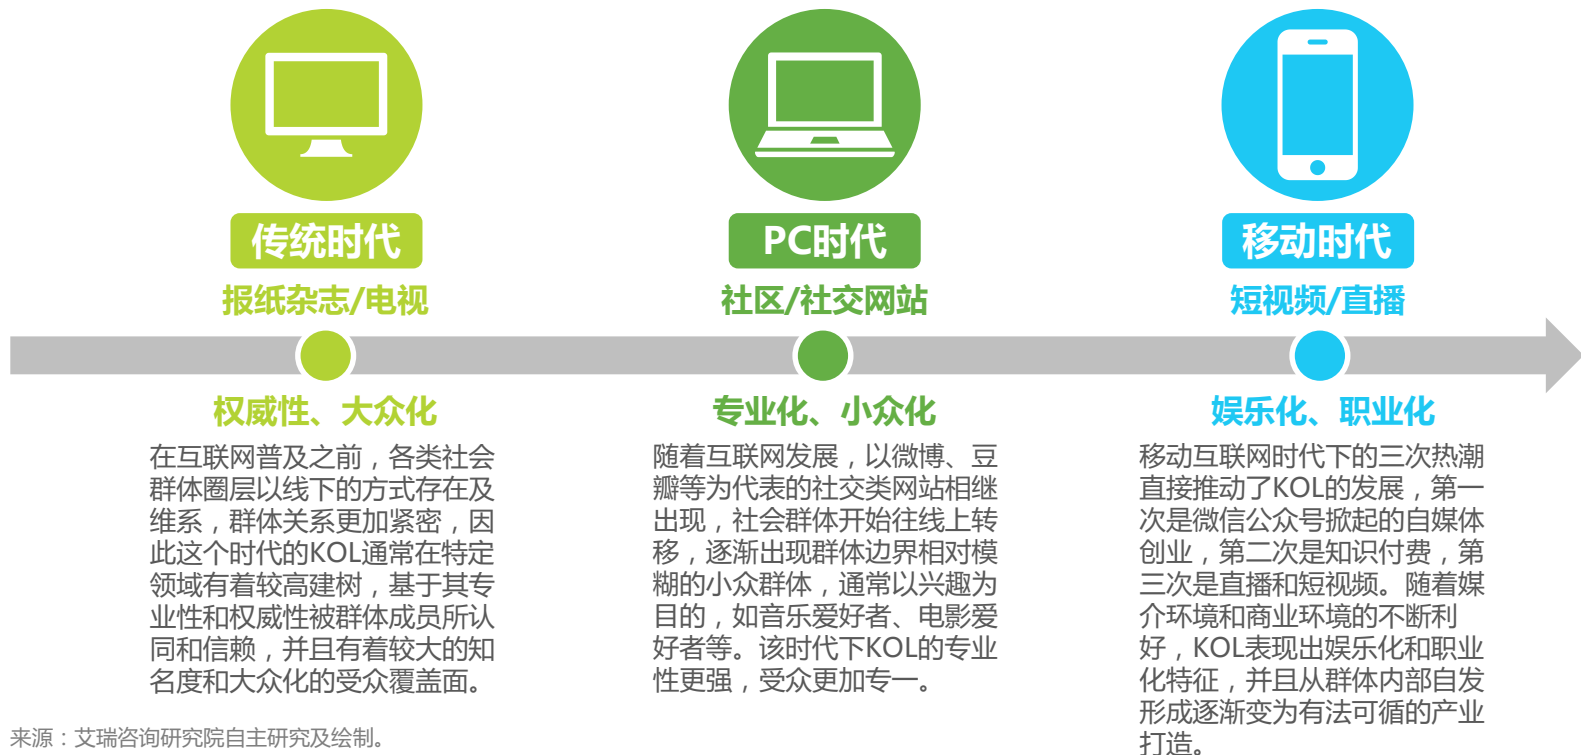 传统时代
报纸杂志/电视
权威性、大众化
在互联网普及之前，各类社会
群体圈层以线下的方式存在及
维系，群体关系更加紧密，因
此这个时代的KOL通常在特定
领域有着较高建树，基于其专
业性和权威性被群体成员所认
同和信赖，并且有着较大的知
名度和大众化的受众覆盖面。
PC时代
社区/社交网站
专业化、小众化
随着互联网发展，以微博、豆
瓣等为代表的社交类网站相继
出现，社会群体开始往线上转
移，逐渐出现群体边界相对模
糊的小众群体，通常以兴趣为
目的，如音乐爱好者、电影爱
好者等。该时代下KOL的专业
性更强，受众更加专一。
移动时代
短视频/直播
娱乐化、职业化
移动互联网时代下的三次热潮
直接推动了KOL的发展，第一
次是微信公众号掀起的自媒体
创业，第二次是知识付费，第
三次是直播和短视频。随着媒
介环境和商业环境的不断利
好，KOL表现出娱乐化和职业
化特征，并且从群体内部自发
形成逐渐变为有法可循的产业
打造。
来源：艾瑞咨询研究院自主研究及绘制。